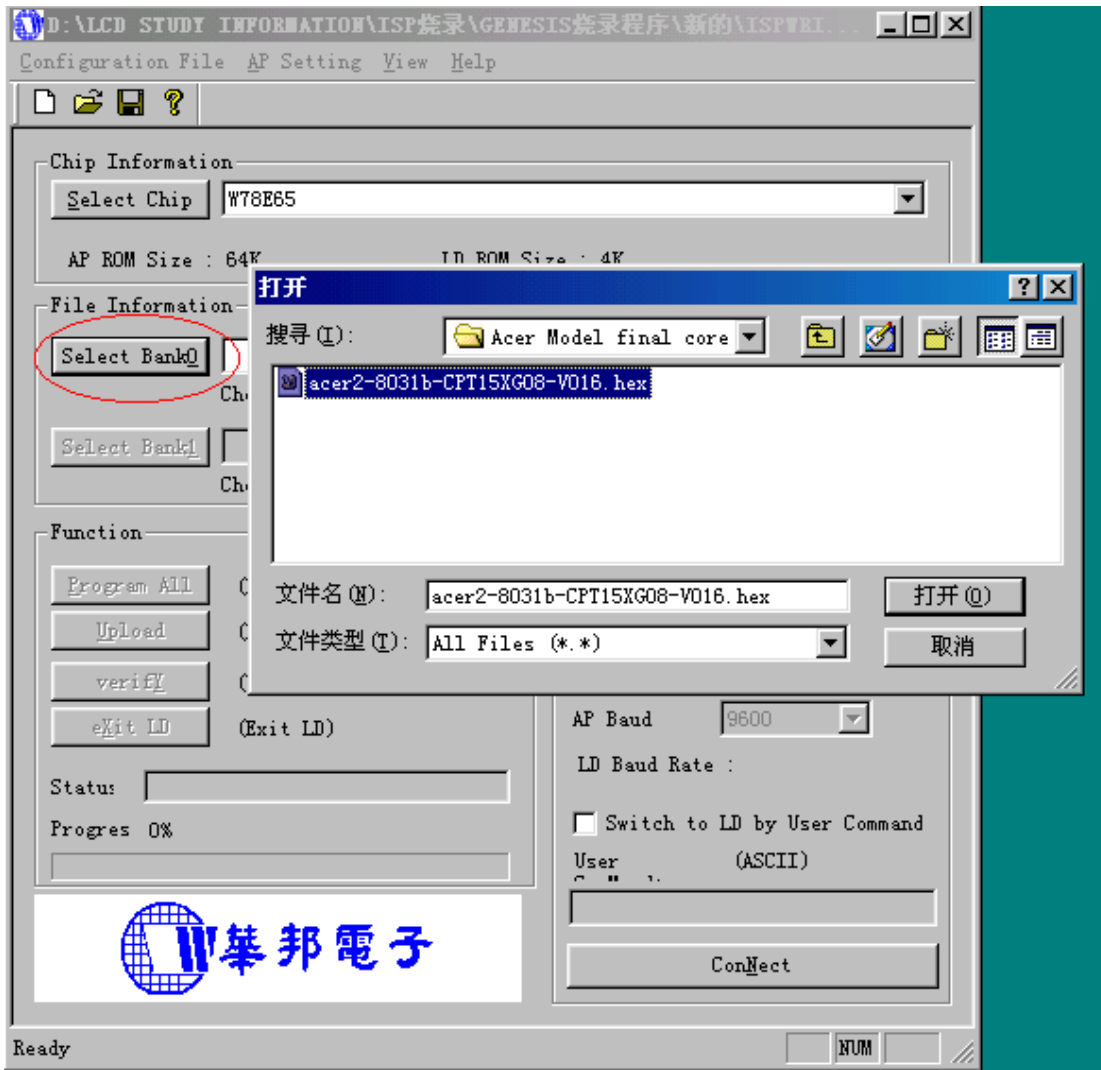 D:\LCD STUDY INFORMATION\ISP烧录\GENESIS烧录程序\新的\ISPWRI...
Configuration File AP Setting View Help
Chip Information
Select Chip W78E65
AP ROM Size : 64K LD ROM Size : 4K
File Information
Select Bank0
Select Bank1
打开
搜寻(I): Acer Model final core
acer2-8031b-CPT15XG08-V016.hex
文件名(N): acer2-8031b-CPT15XG08-V016.hex 打开(O)
文件类型(T): All Files (*.*) 取消
Function
Program All
Upload
verifY
eXit LD (Exit LD)
Status
Progres 0%
AP Baud 9600
LD Baud Rate :
Switch to LD by User Command
User (ASCII)
ConNect
W華邦電子
Ready NUM